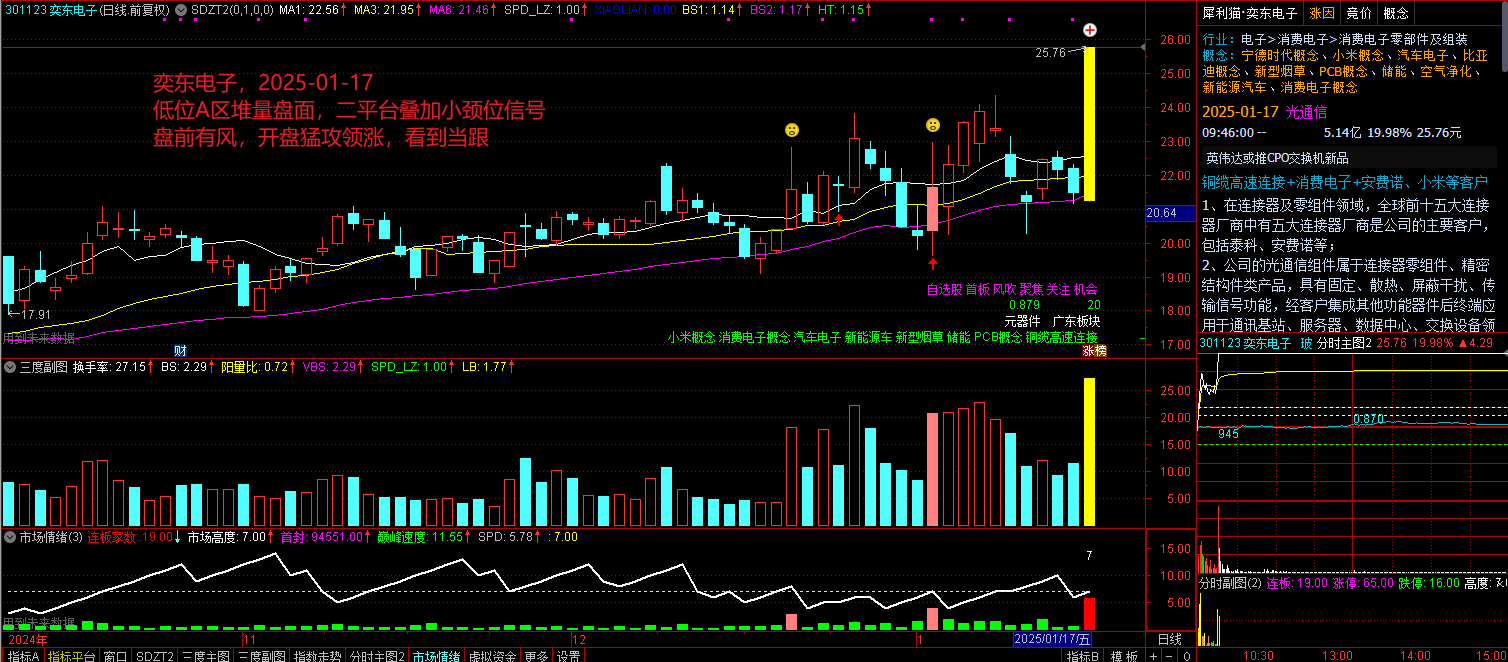 301123 奕东电子(日线.前复权) SDZT2(0,1,0,0) MA1: 22.56↑ MA3: 21.95↑ MA6: 21.46↑ SPD_LZ: 1.00↑ XIAOLIAN: 0.00 BS1: 1.14↑ BS2: 1.17↑ HT: 1.15↑
奕东电子，2025-01-17
低位A区堆量盘面，二平台叠加小颈位信号
盘前有风，开盘猛攻领涨，看到当跟
25.76
17.91
用到未来数据
财
自选股 首板 风吹 聚焦 关注 机会
0.879 20
元器件 广东板块
小米概念 消费电子概念 汽车电子 新能源车 新型烟草 储能 PCB概念 铜缆高速连接
涨榜
26.00
25.00
24.00
23.00
22.00
20.64
20.00
19.00
18.00
17.00
三度副图 换手率: 27.15↑ BS: 2.29↑ 阳量比: 0.72↑ VBS: 2.29↑ SPD_LZ: 1.00↑ LB: 1.77↑
25.00
20.00
15.00
10.00
5.00
市场情绪(3) 连板家数: 19.00↓ 市场高度: 7.00↑ 首封: 94551.00↑ 巅峰速度: 11.55↑ SPD: 5.78↑ : 7.00
7
15.00
10.00
5.00
用到未来数据
2024年 11 12 1 2025/01/17/五 日线
指标A 指标平台 窗口 SDZT2 三度主图 三度副图 指数走势 分时主图2 市场情绪 虚拟资金 更多 设置 指标B 模板 + − 0
犀利猫·奕东电子 涨因 竞价 概念
行业: 电子>消费电子>消费电子零部件及组装
概念: 宁德时代概念、小米概念、汽车电子、比亚
迪概念、新型烟草、PCB概念、储能、空气净化、
新能源汽车、消费电子概念
2025-01-17 光通信
09:46:00 -- 5.14亿 19.98% 25.76元
英伟达或推CPO交换机新品
铜缆高速连接+消费电子+安费诺、小米等客户
1、在连接器及零组件领域，全球前十五大连接
器厂商中有五大连接器厂商是公司的主要客户，
包括泰科、安费诺等；
2、公司的光通信组件属于连接器零组件、精密
结构件类产品，具有固定、散热、屏蔽干扰、传
输信号功能，经客户集成其他功能器件后终端应
用于通讯基站、服务器、数据中心、交换设备领
301123 奕东电子 玻 分时主图2 25.76 19.98% ▲4.29
0.870
945
分时副图(2) 连板: 19.00 涨停: 65.00 跌停: 16.00 高度: 7.0
10:30 13:00 14:00 15:00